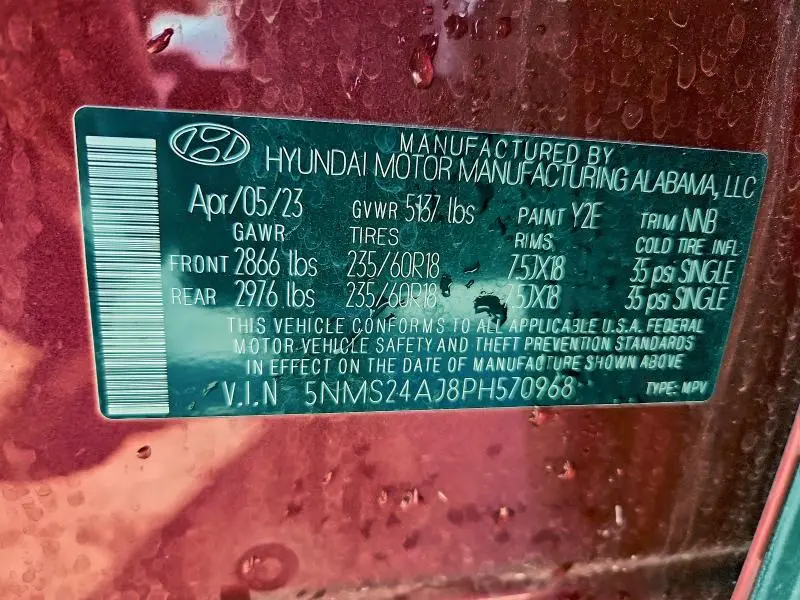 MANUFACTURED BY
HYUNDAI MOTOR MANUFACTURING ALABAMA, LLC
Apr/05/23 GVWR 5137 lbs PAINT Y2E TRIM NNB
GAWR TIRES RIMS COLD TIRE INFL
FRONT 2866 lbs 235/60R18 7.5JX18 35 psi SINGLE
REAR 2976 lbs 235/60R18 7.5JX18 35 psi SINGLE
THIS VEHICLE CONFORMS TO ALL APPLICABLE U.S.A. FEDERAL
MOTOR VEHICLE SAFETY AND THEFT PREVENTION STANDARDS
IN EFFECT ON THE DATE OF MANUFACTURE SHOWN ABOVE
V.I.N 5NMS24AJ8PH570968 TYPE: MPV